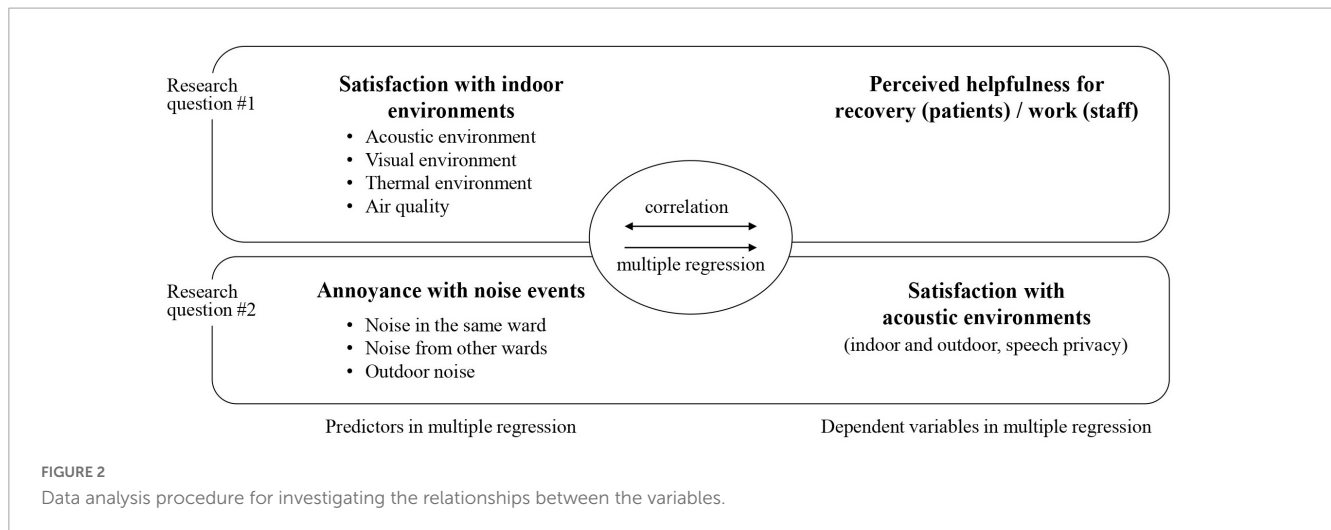 Research
question #1
Satisfaction with indoor
environments
• Acoustic environment
• Visual environment
• Thermal environment
• Air quality
Perceived helpfulness for
recovery (patients) / work (staff)
correlation
multiple regression
Research
question #2
Annoyance with noise events
• Noise in the same ward
• Noise from other wards
• Outdoor noise
Satisfaction with
acoustic environments
(indoor and outdoor, speech privacy)
Predictors in multiple regression
Dependent variables in multiple regression
FIGURE 2
Data analysis procedure for investigating the relationships between the variables.